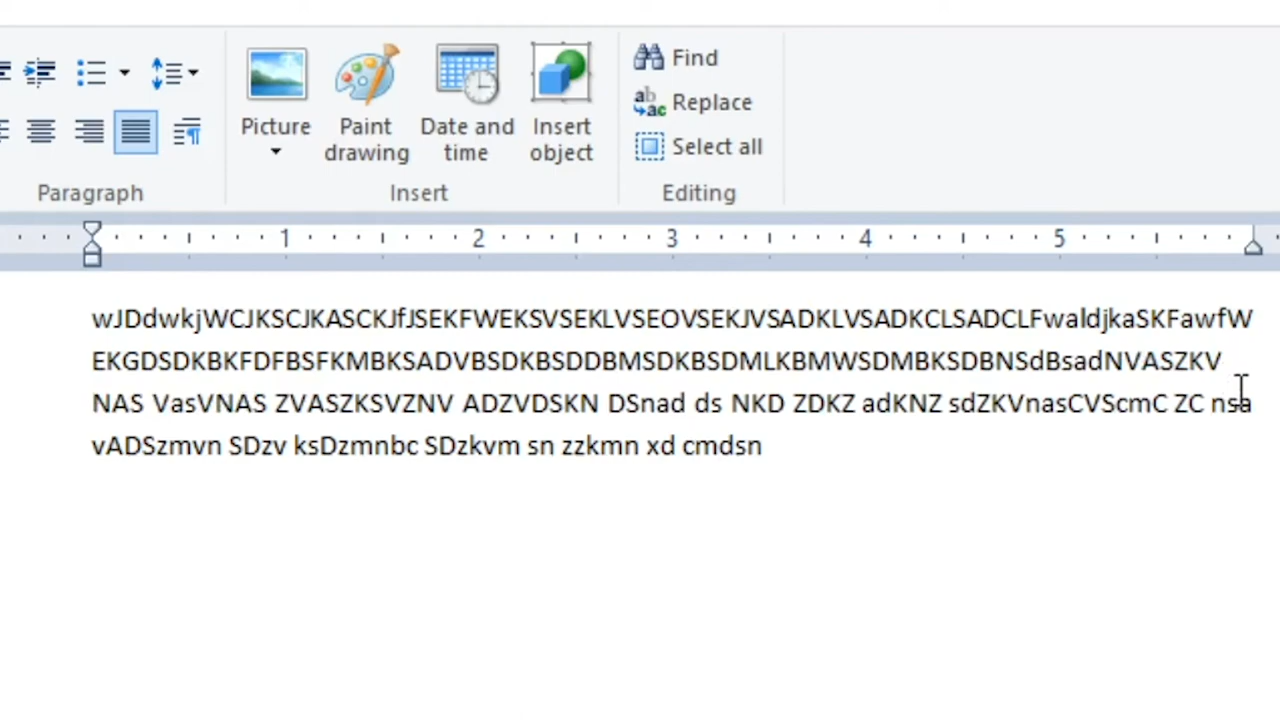 Picture
Paint drawing
Date and time
Insert object
Find
Replace
Select all
Paragraph
Insert
Editing
1 2 3 4 5
wJDdwkjWCJKSCJKASCKJfJSEKFWEKSVSEKLVSEOVSEKJVSADKLVSADKCLSADCLFwaldjkaSKFawfW
EKGDSDKBKFDFBSFKMBKSADVBSDKBSDDBMSDKBSDMLKBMWSDMBKSDBNSdBsadNVASZKV
NAS VasVNAS ZVASZKSVZNV ADZVDSKN DSnad ds NKD ZDKZ adKNZ sdZKVnasCVScmC ZC nsa
vADSzmvn SDzv ksDzmnbc SDzkvm sn zzkmn xd cmdsn